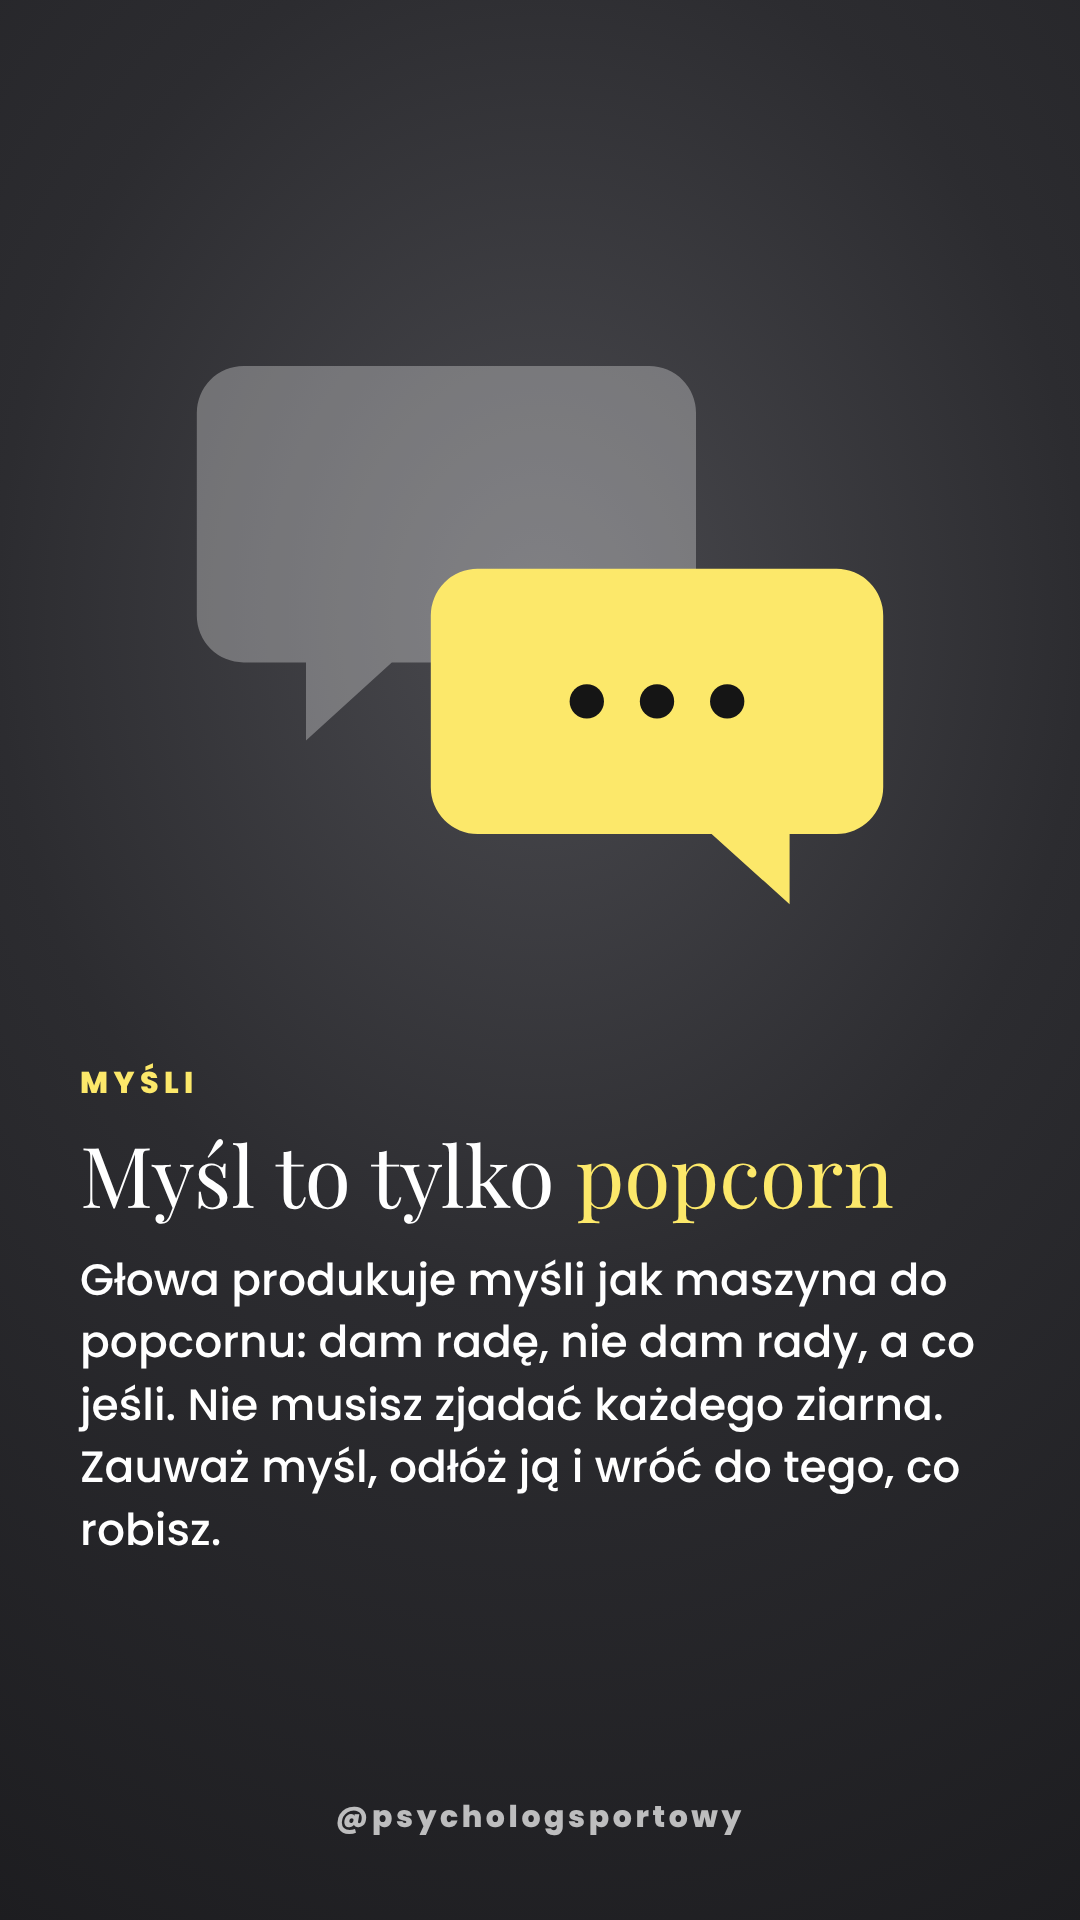 MYŚLI
Myśl to tylko popcorn
Głowa produkuje myśli jak maszyna do
popcornu: dam radę, nie dam rady, a co
jeśli. Nie musisz zjadać każdego ziarna.
Zauważ myśl, odłóż ją i wróć do tego, co
robisz.
@psychologsportowy